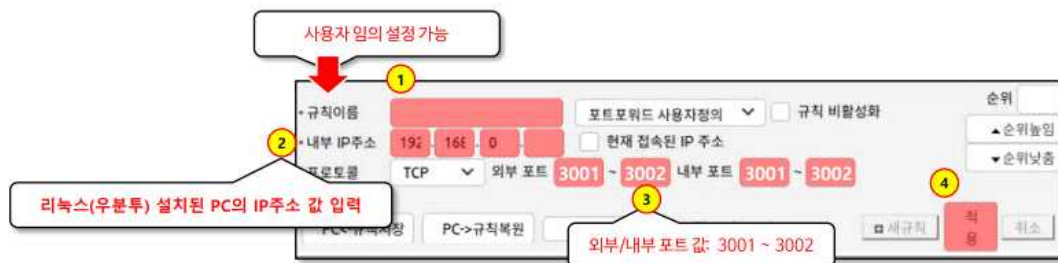 사용자 임의 설정 가능
1
순위
• 규칙이름
포트포워드 사용자정의
규칙 비활성화
▲순위높임
2
• 내부 IP주소
192 . 168 . 0 .
현재 접속된 IP 주소
▼순위낮춤
프로토콜
TCP
외부 포트 3001 ~ 3002
내부 포트 3001 ~ 3002
4
리눅스(우분투) 설치된 PC의 IP주소 값 입력
3
PC->규칙복원
외부/내부 포트 값: 3001 ~ 3002
새규칙
적용
취소